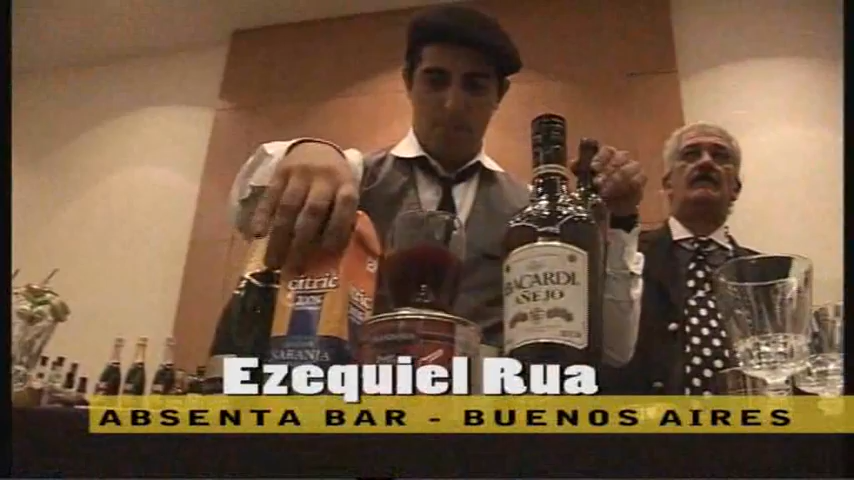 citric
NARANJA
BACARDI
AÑEJO
Ezequiel Rua
ABSENTA BAR - BUENOS AIRES